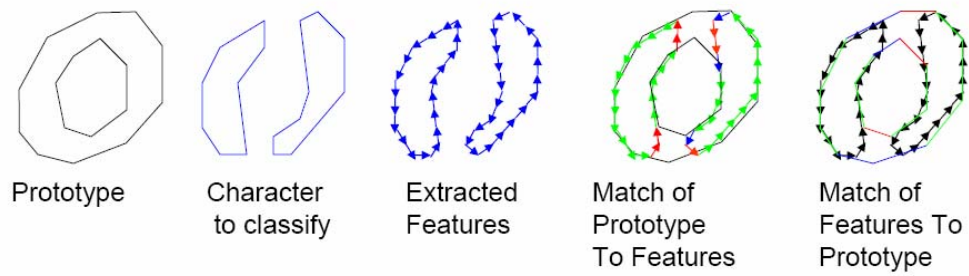 Prototype
Character
to classify
Extracted
Features
Match of
Prototype
To Features
Match of
Features To
Prototype